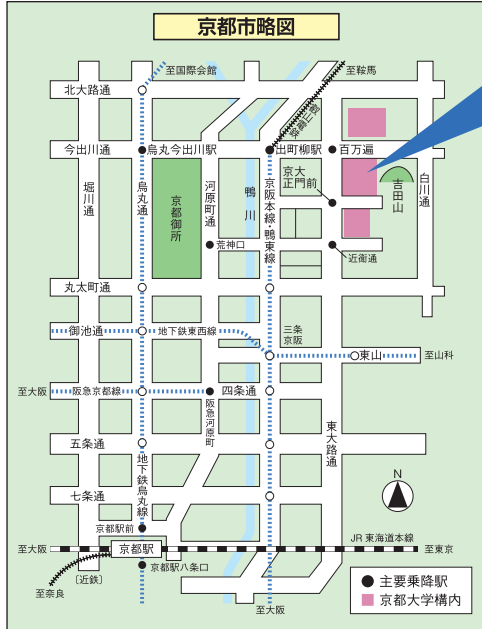 京都市略図
至国際会館
至鞍馬
北大路通
叡山電鉄
今出川通
烏丸今出川駅
出町柳駅
百万遍
堀川通
烏丸通
京都御所
河原町通
鴨川
京阪本線・鴨東線
京大
正門前
吉田山
白川通
荒神口
近衛通
丸太町通
御池通
地下鉄東西線
三条
京阪
東山
至山科
至大阪
阪急京都線
四条通
阪急河原町
五条通
地下鉄烏丸線
東大路通
七条通
N
京都駅前
JR 東海道本線
至大阪
京都駅
至東京
〔近鉄〕
京都駅八条口
至奈良
至大阪
主要乗降駅
京都大学構内